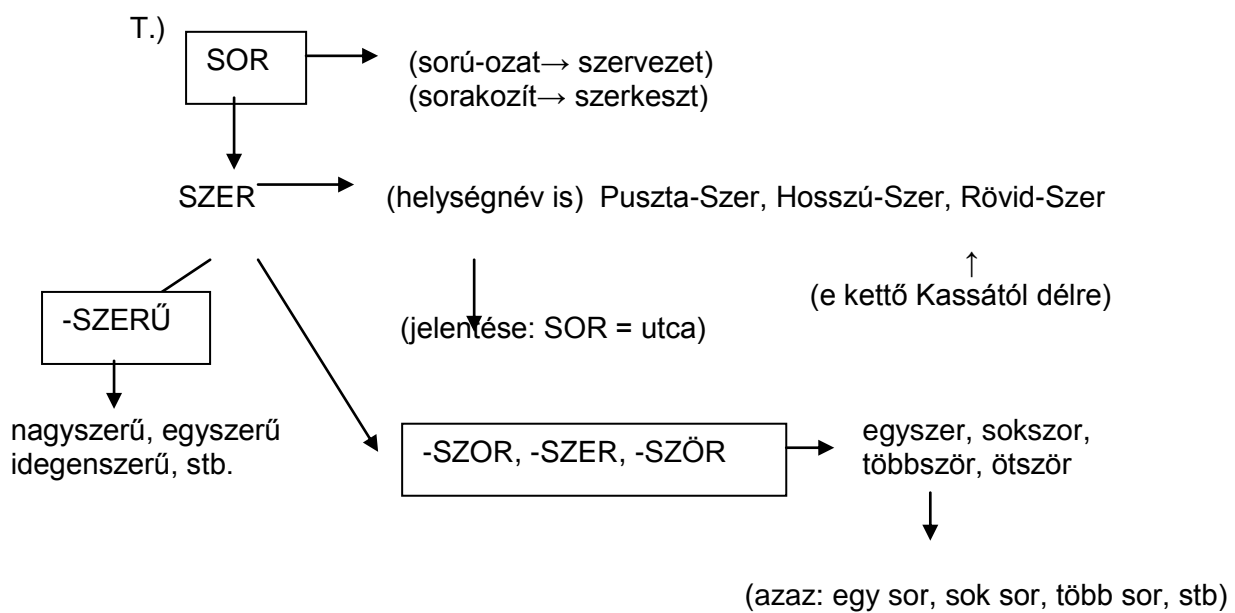 T.)
SOR
(sorú-ozat→ szervezet)
(sorakozít→ szerkeszt)
SZER
(helységnév is) Puszta-Szer, Hosszú-Szer, Rövid-Szer
↑
(e kettő Kassától délre)
-SZERŰ
(jelentése: SOR = utca)
nagyszerű, egyszerű
idegenszerű, stb.
-SZOR, -SZER, -SZÖR
egyszer, sokszor,
többször, ötször
(azaz: egy sor, sok sor, több sor, stb)